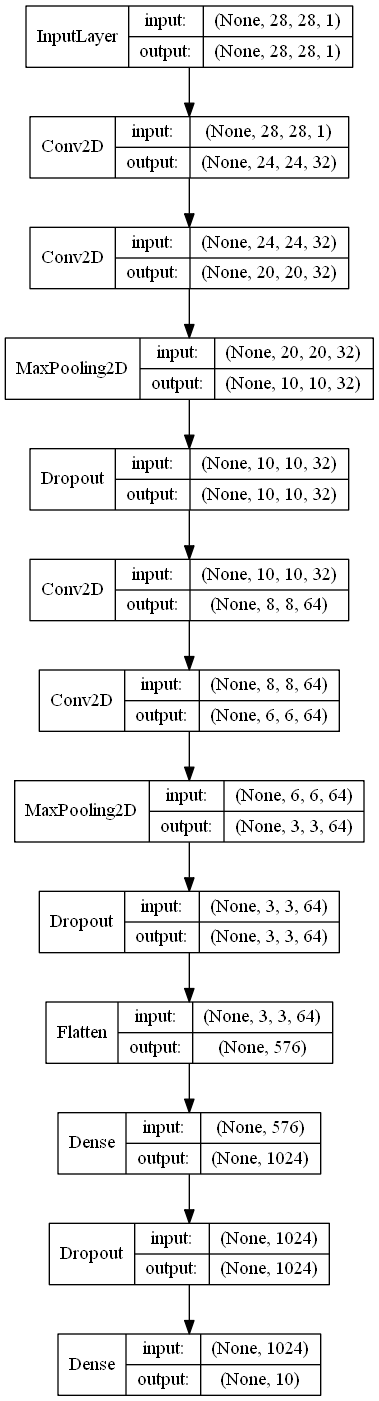 InputLayer input: (None, 28, 28, 1)
output: (None, 28, 28, 1)
Conv2D input: (None, 28, 28, 1)
output: (None, 24, 24, 32)
Conv2D input: (None, 24, 24, 32)
output: (None, 20, 20, 32)
MaxPooling2D input: (None, 20, 20, 32)
output: (None, 10, 10, 32)
Dropout input: (None, 10, 10, 32)
output: (None, 10, 10, 32)
Conv2D input: (None, 10, 10, 32)
output: (None, 8, 8, 64)
Conv2D input: (None, 8, 8, 64)
output: (None, 6, 6, 64)
MaxPooling2D input: (None, 6, 6, 64)
output: (None, 3, 3, 64)
Dropout input: (None, 3, 3, 64)
output: (None, 3, 3, 64)
Flatten input: (None, 3, 3, 64)
output: (None, 576)
Dense input: (None, 576)
output: (None, 1024)
Dropout input: (None, 1024)
output: (None, 1024)
Dense input: (None, 1024)
output: (None, 10)